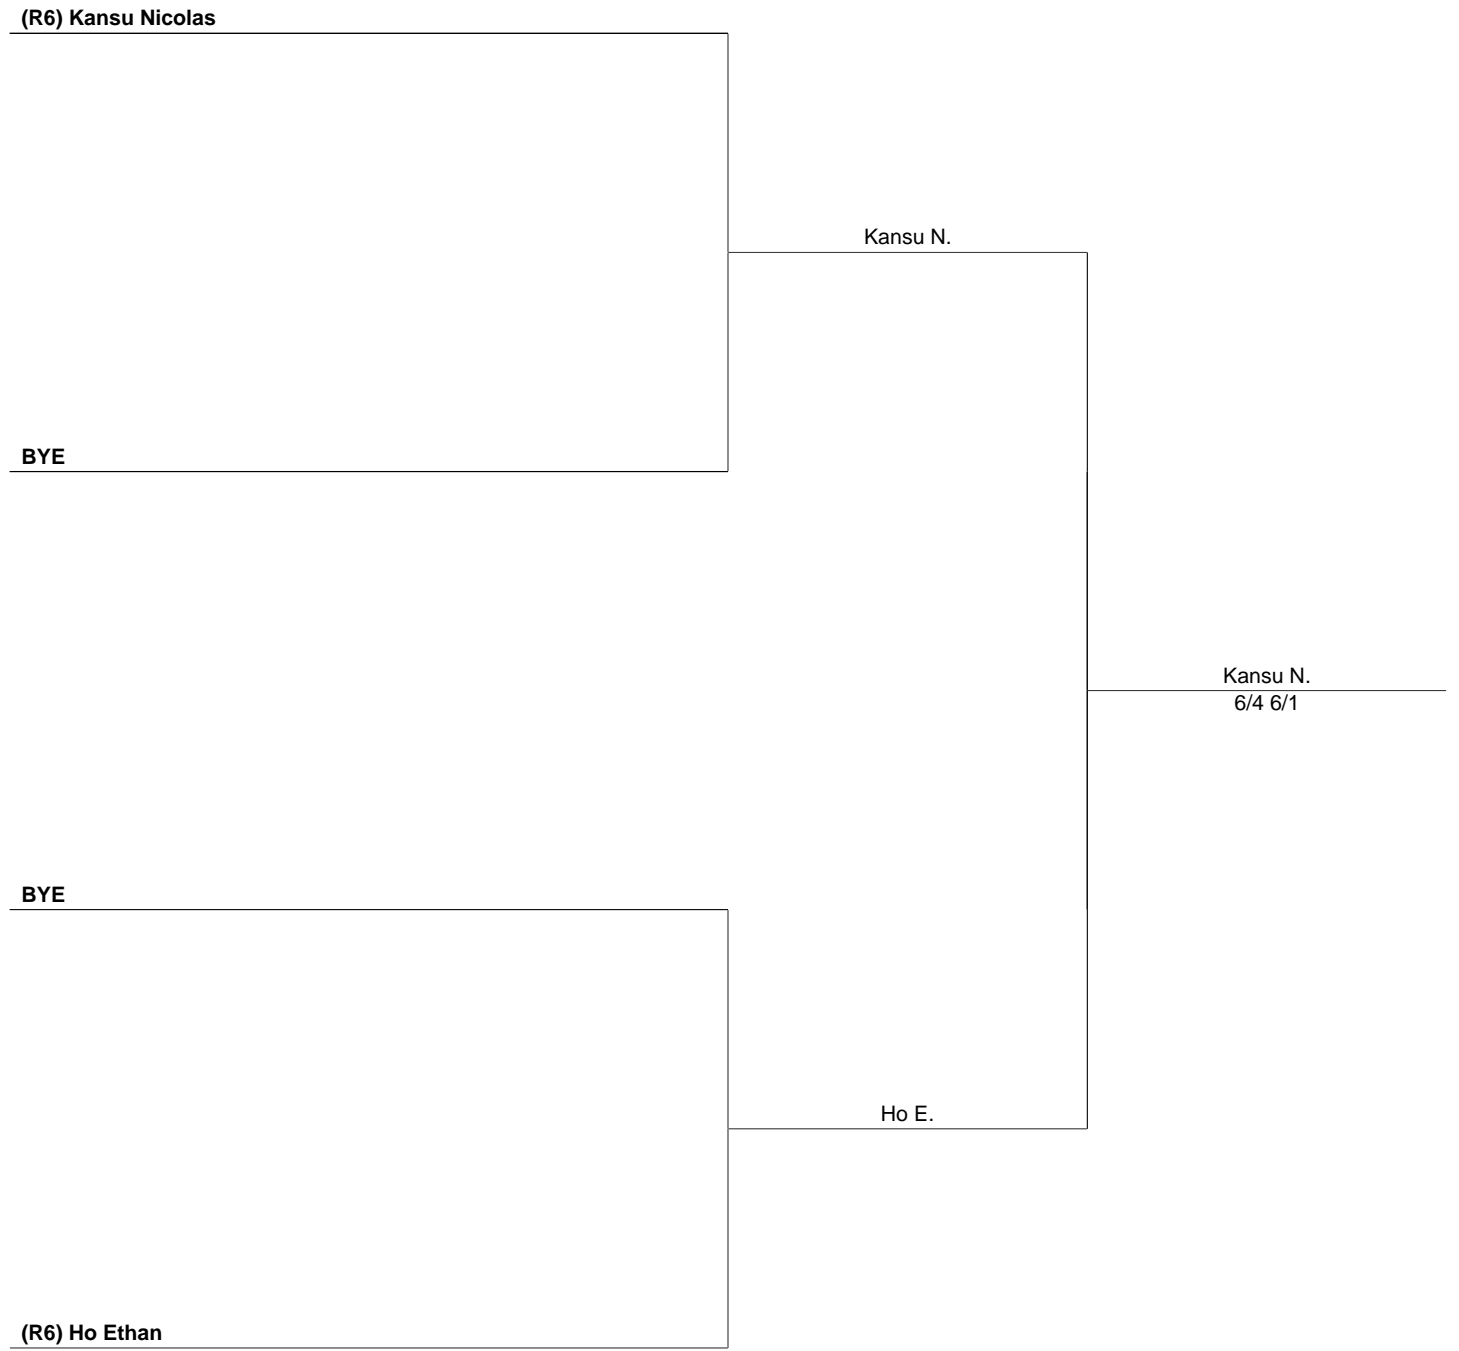 (R6) Kansu Nicolas
Kansu N.
BYE
Kansu N.
6/4 6/1
BYE
Ho E.
(R6) Ho Ethan